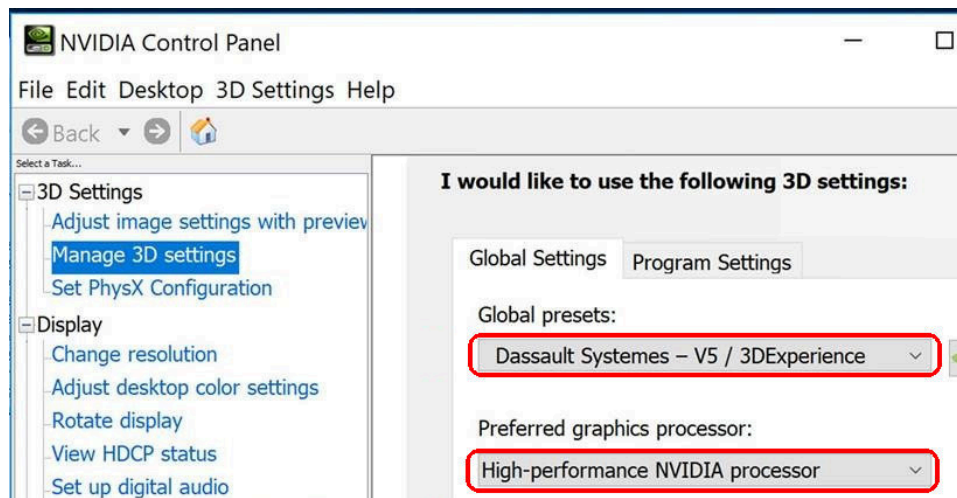 NVIDIA Control Panel
File Edit Desktop 3D Settings Help
Back
Select a Task...
3D Settings
Adjust image settings with preview
Manage 3D settings
Set PhysX Configuration
Display
Change resolution
Adjust desktop color settings
Rotate display
View HDCP status
Set up digital audio
I would like to use the following 3D settings:
Global Settings
Program Settings
Global presets:
Dassault Systemes – V5 / 3DExperience
Preferred graphics processor:
High-performance NVIDIA processor